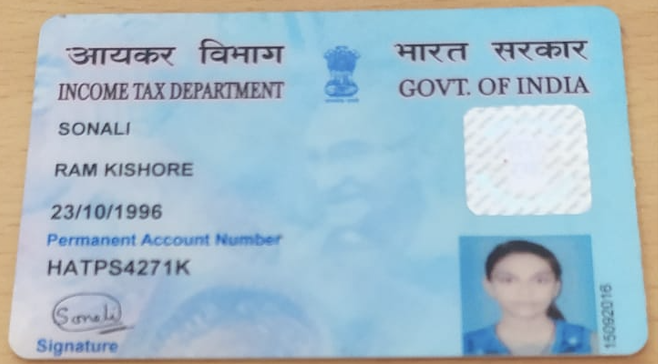 आयकर विभाग
भारत सरकार
INCOME TAX DEPARTMENT
GOVT. OF INDIA
SONALI
RAM KISHORE
23/10/1996
Permanent Account Number
HATPS4271K
Sonali
Signature
15092016